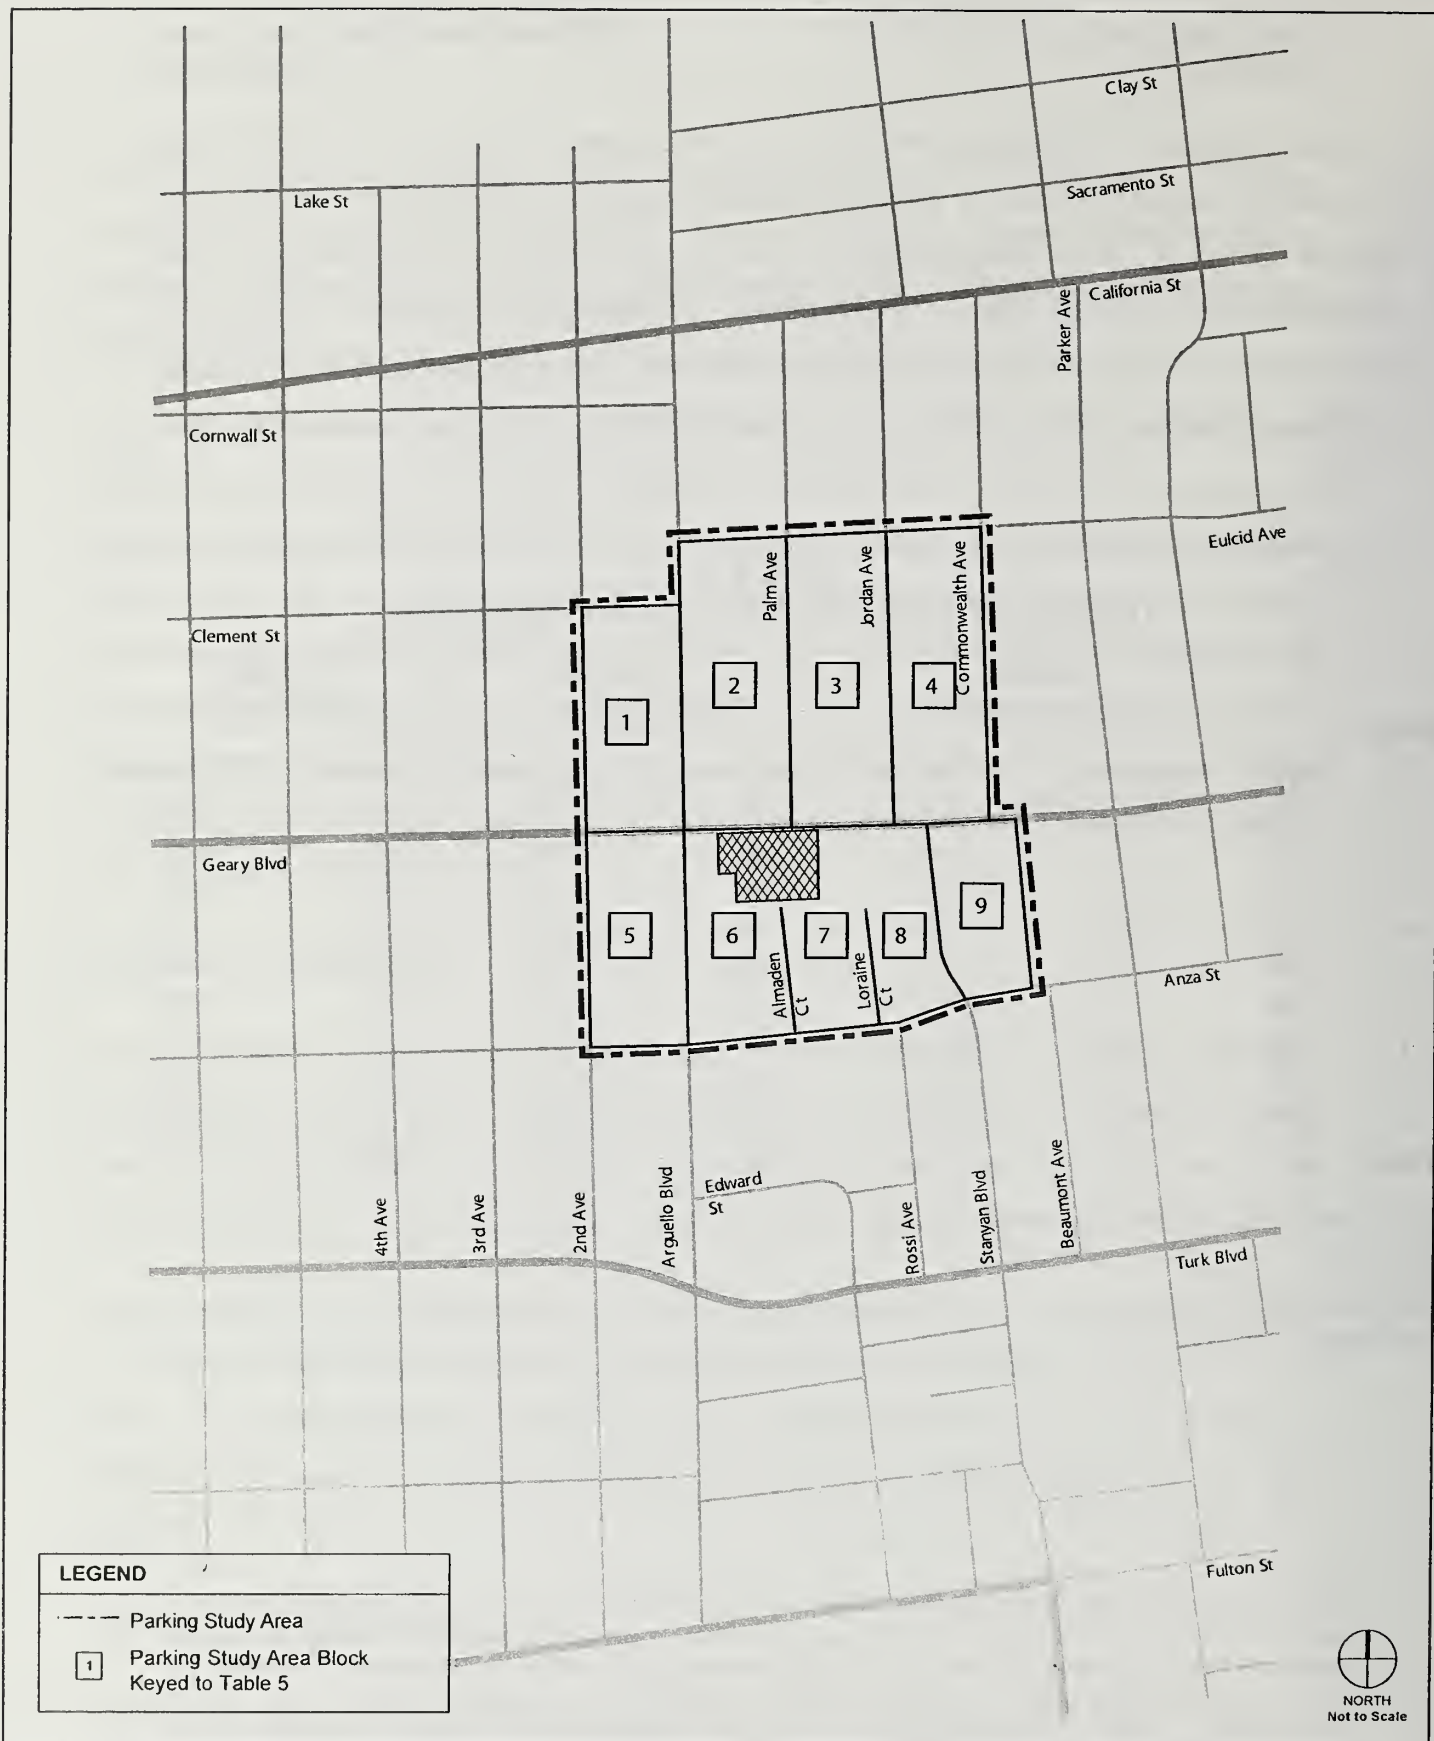 Clay St
Sacramento St
Lake St
California St
Parker Ave
Cornwall St
Eulcid Ave
Palm Ave
Jordan Ave
Commonwealth Ave
Clement St
1
2
3
4
Geary Blvd
5
6
7
8
9
Almaden
Ct
Loraine
Ct
Anza St
4th Ave
3rd Ave
2nd Ave
Arguello Blvd
Edward
St
Rossi Ave
Stanyan Blvd
Beaumont Ave
Turk Blvd
Fulton St
LEGEND
Parking Study Area
1
Parking Study Area Block
Keyed to Table 5
NORTH
Not to Scale